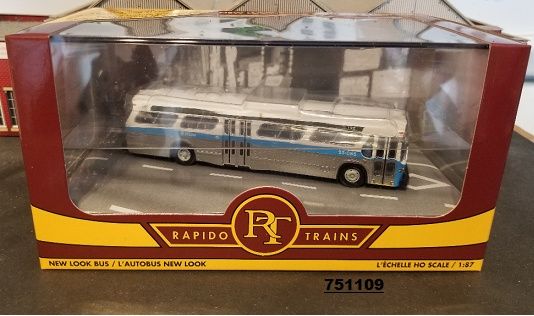 RAPIDO RT TRAINS
NEW LOOK BUS / L'AUTOBUS NEW LOOK
L'ÉCHELLE HO SCALE / 1:87
751109